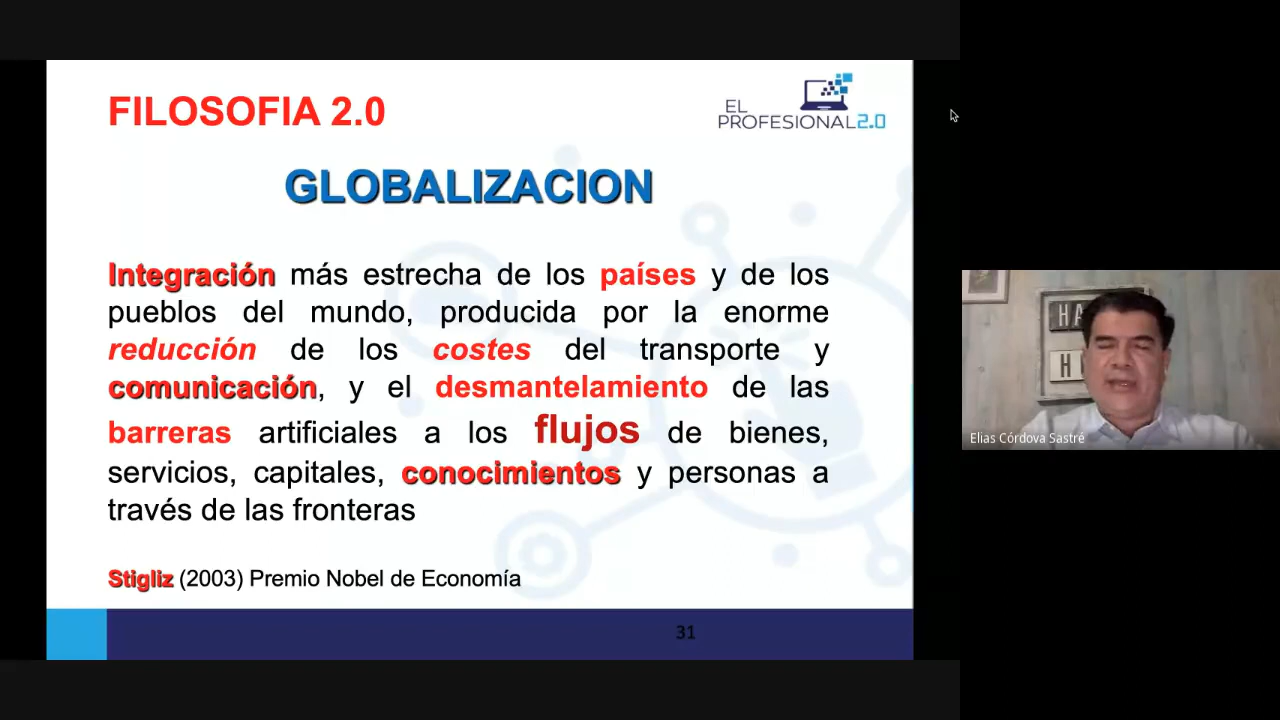 FILOSOFIA 2.0
EL
PROFESIONAL2.0
GLOBALIZACION
Integración más estrecha de los países y de los
pueblos del mundo, producida por la enorme
reducción de los costes del transporte y
comunicación, y el desmantelamiento de las
barreras artificiales a los flujos de bienes,
servicios, capitales, conocimientos y personas a
través de las fronteras
Stigliz (2003) Premio Nobel de Economía
31
HA
H
Elias Córdova Sastré